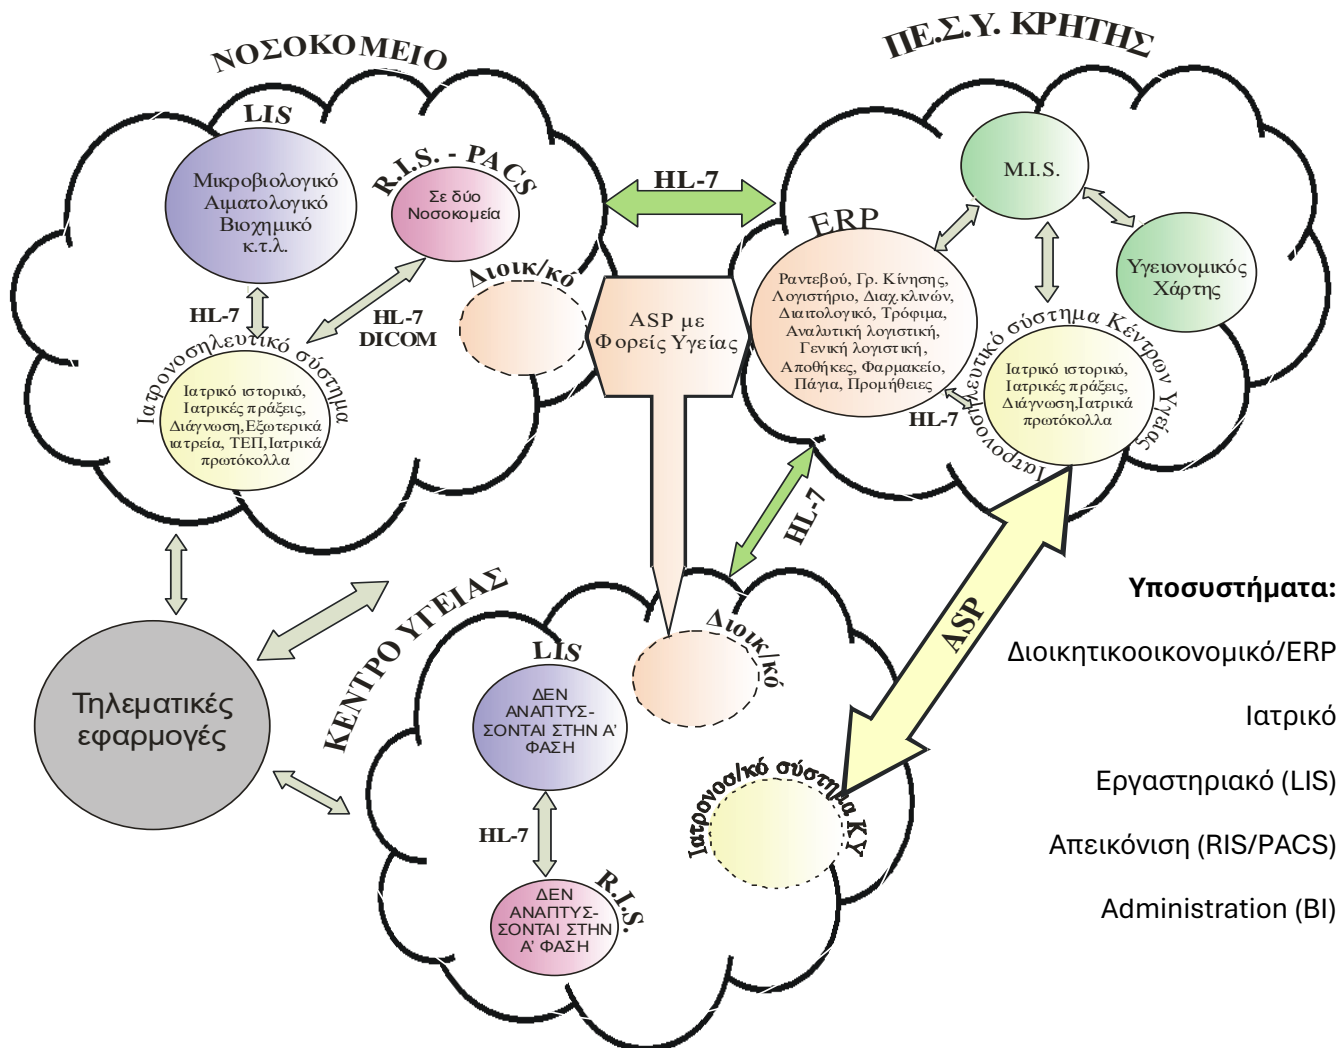 ΝΟΣΟΚΟΜΕΙΟ
LIS
Μικροβιολογικό
Αιματολογικό
Βιοχημικό
κ.τ.λ.
R.I.S. - PACS
Σε δύο
Νοσοκομεία
Διοικ/κό
HL-7
HL-7
DICOM
Ιατρονοσηλευτικό σύστημα
Ιατρικό ιστορικό,
Ιατρικές πράξεις,
Διάγνωση,Εξωτερικά
ιατρεία, ΤΕΠ,Ιατρικά
πρωτόκολλα
HL-7
ASP με
Φορείς Υγείας
ΠΕ.Σ.Υ. ΚΡΗΤΗΣ
M.I.S.
ERP
Ραντεβού, Γρ. Κίνησης,
Λογιστήριο, Διαχ.κλινών,
Διαιτολογικό, Τρόφιμα,
Αναλυτική λογιστική,
Γενική λογιστική,
Αποθήκες, Φαρμακείο,
Πάγια, Προμήθειες
Υγειονομικός
Χάρτης
HL-7
Ιατρονοσηλευτικό σύστημα Κέντρων Υγείας
Ιατρικό ιστορικό,
Ιατρικές πράξεις,
Διάγνωση,Ιατρικά
πρωτόκολλα
HL-7
ASP
Τηλεματικές
εφαρμογές
ΚΕΝΤΡΟ ΥΓΕΙΑΣ
LIS
ΔΕΝ
ΑΝΑΠΤΥΣ-
ΣΟΝΤΑΙ ΣΤΗΝ Α'
ΦΑΣΗ
Διοικ/κό
HL-7
R.I.S.
ΔΕΝ
ΑΝΑΠΤΥΣ-
ΣΟΝΤΑΙ ΣΤΗΝ
Α' ΦΑΣΗ
Ιατρονοσ/κό σύστημα ΚΥ
Υποσυστήματα:
Διοικητικοοικονομικό/ERP
Ιατρικό
Εργαστηριακό (LIS)
Απεικόνιση (RIS/PACS)
Administration (BI)